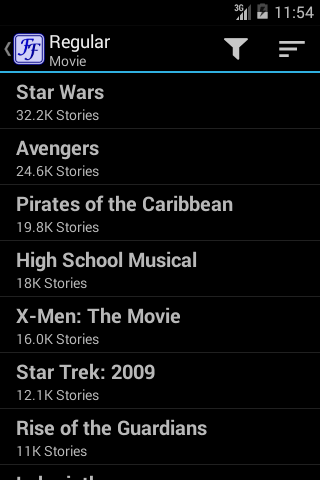 3G
11:54
FF
Regular
Movie
Star Wars
32.2K Stories
Avengers
24.6K Stories
Pirates of the Caribbean
19.8K Stories
High School Musical
18K Stories
X-Men: The Movie
16.0K Stories
Star Trek: 2009
12.1K Stories
Rise of the Guardians
11K Stories